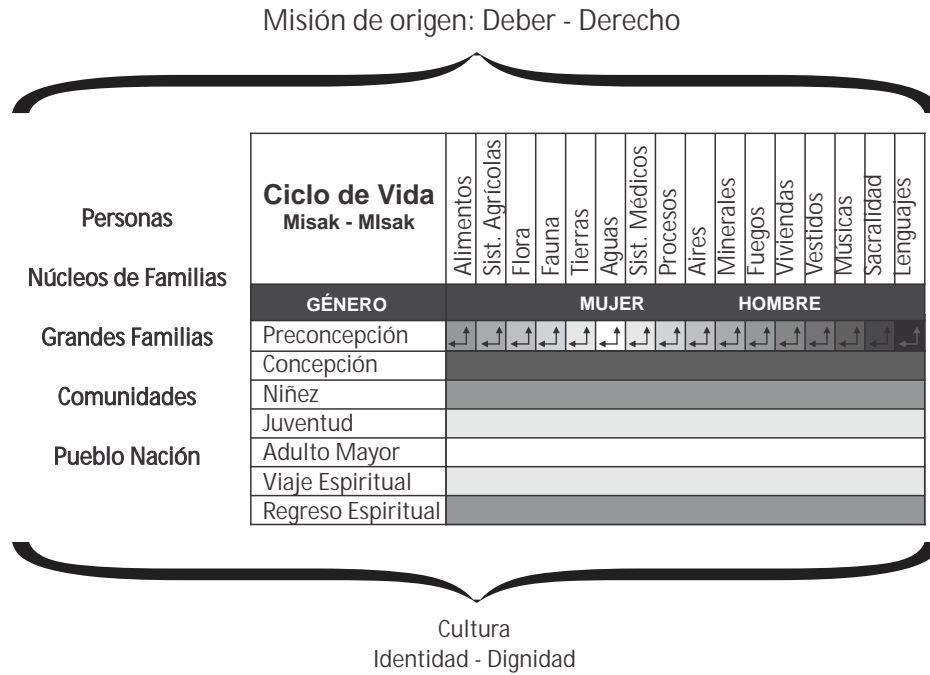 Misión de origen: Deber - Derecho
Ciclo de Vida
Misak - MIsak
Alimentos
Sist. Agrícolas
Flora
Fauna
Tierras
Aguas
Sist. Médicos
Procesos
Aires
Minerales
Fuegos
Viviendas
Vestidos
Músicas
Sacralidad
Lenguajes
Personas
Núcleos de Familias
Grandes Familias
Comunidades
Pueblo Nación
GÉNERO MUJER HOMBRE
Preconcepción
Concepción
Niñez
Juventud
Adulto Mayor
Viaje Espiritual
Regreso Espiritual
Cultura
Identidad - Dignidad